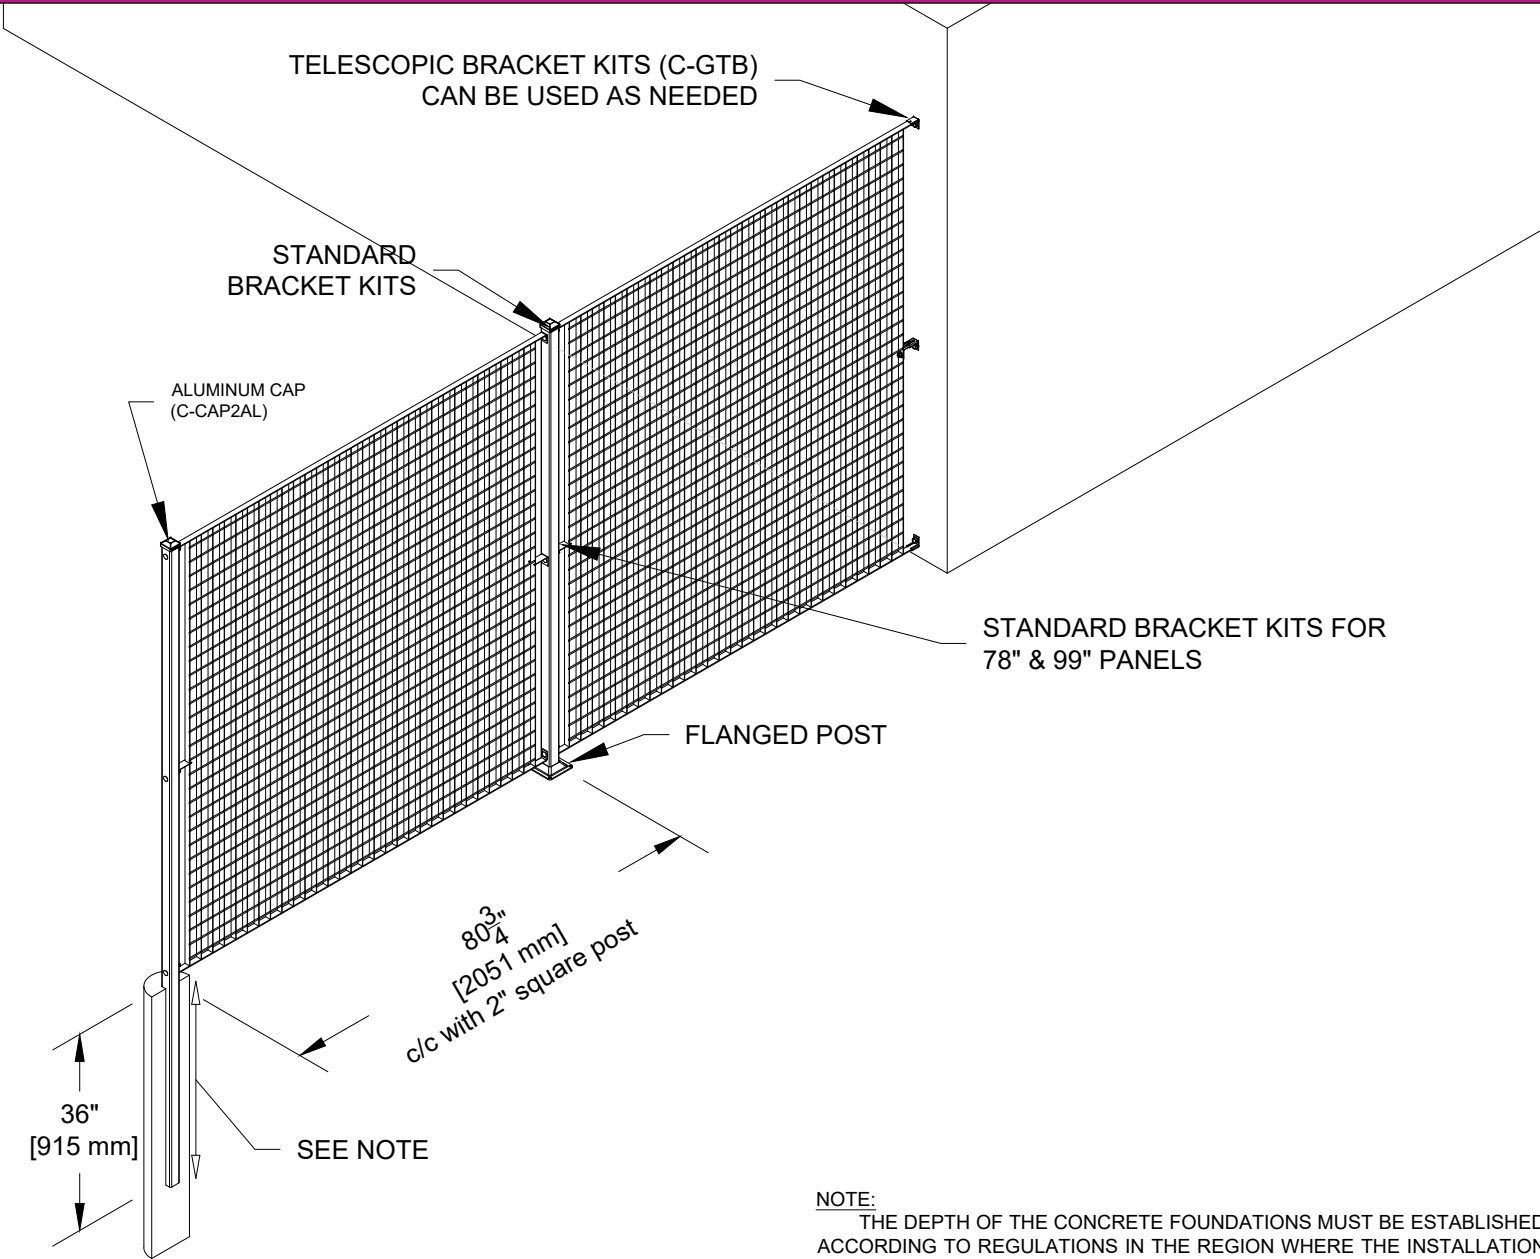 TELESCOPIC BRACKET KITS (C-GTB)
CAN BE USED AS NEEDED
STANDARD
BRACKET KITS
ALUMINUM CAP
(C-CAP2AL)
STANDARD BRACKET KITS FOR
78" & 99" PANELS
FLANGED POST
80 3/4"
[2051 mm]
c/c with 2" square post
36"
[915 mm]
SEE NOTE
NOTE:
THE DEPTH OF THE CONCRETE FOUNDATIONS MUST BE ESTABLISHED
ACCORDING TO REGULATIONS IN THE REGION WHERE THE INSTALLATION